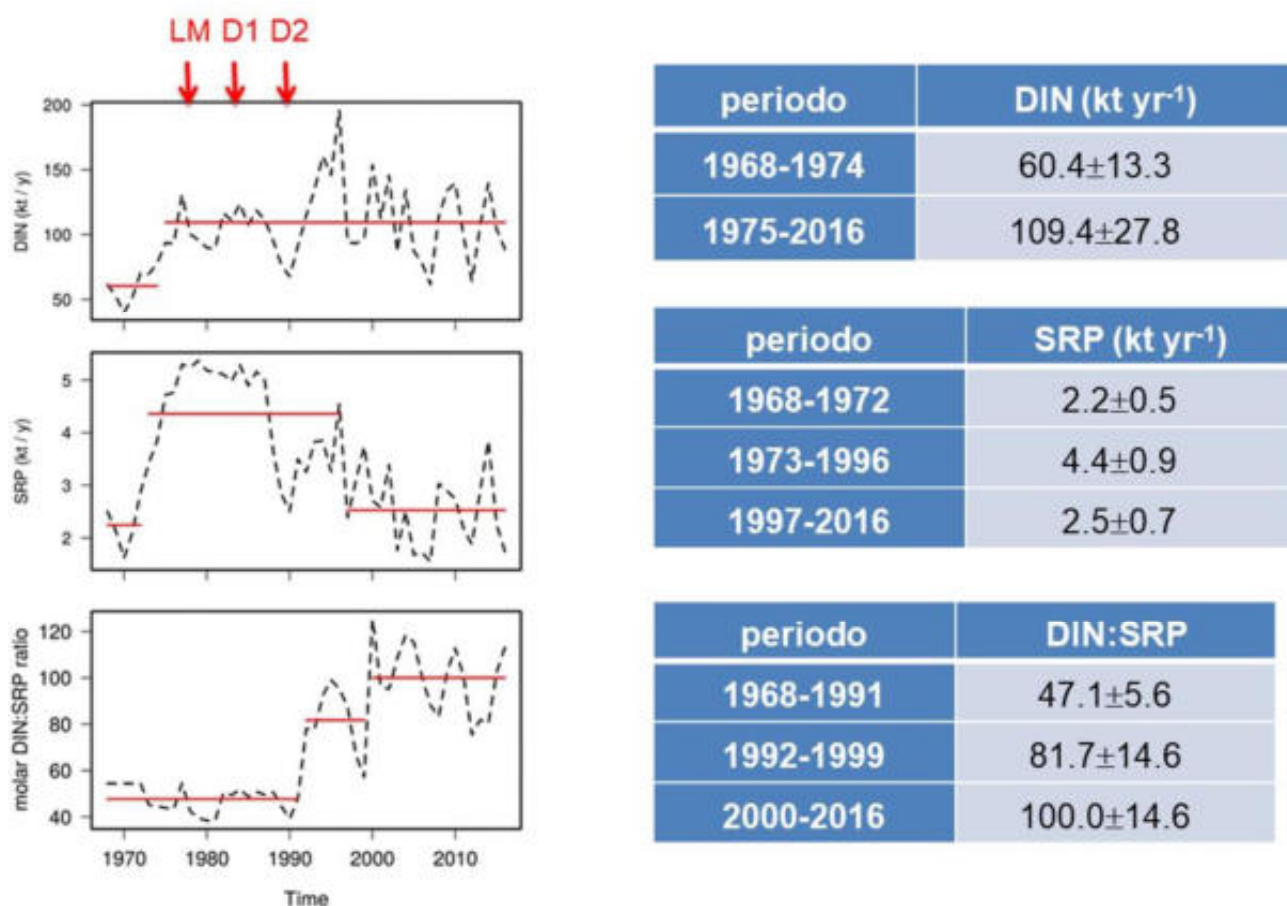 LM D1 D2
200
150
100
50
DIN (kt / y)
5
4
3
2
SRP (kt / y)
120
100
80
60
40
molar DIN:SRP ratio
1970 1980 1990 2000 2010
Time
periodo DIN (kt yr-1)
1968-1974 60.4±13.3
1975-2016 109.4±27.8
periodo SRP (kt yr-1)
1968-1972 2.2±0.5
1973-1996 4.4±0.9
1997-2016 2.5±0.7
periodo DIN:SRP
1968-1991 47.1±5.6
1992-1999 81.7±14.6
2000-2016 100.0±14.6